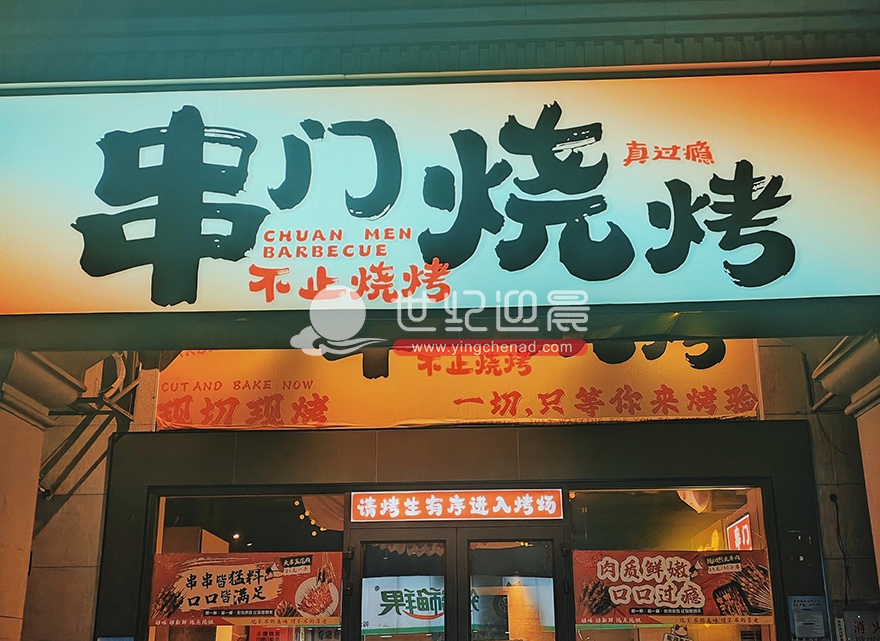 串门烧烤
真过瘾
CHUAN MEN
BARBECUE
不止烧烤
世纪迎晨
www.yingchenad.com
不止烧烤
CUT AND BAKE NOW
现切现烤
一切,只等你来烤验
请烤生有序进入烤场
串门
串串皆猛料
口口皆满足
肉质鲜嫩
口口过瘾